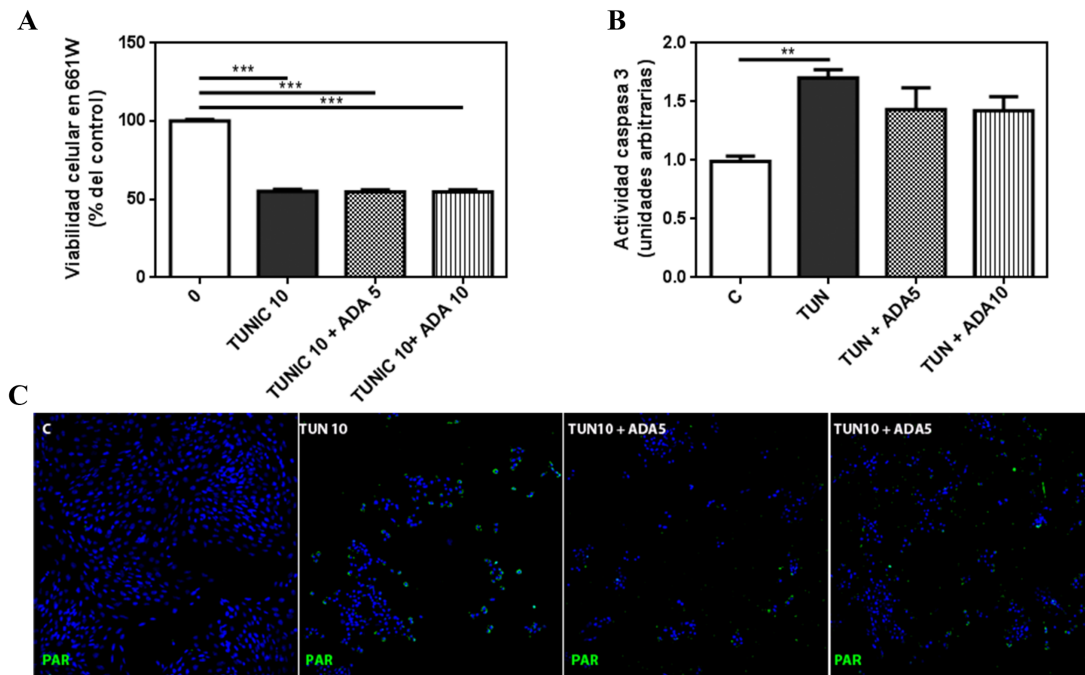 A
Viabilidad celular en 661W
(% del control)
150
100
50
0
***
***
***
0
TUNIC 10
TUNIC 10 + ADA 5
TUNIC 10+ ADA 10
B
Actividad caspasa 3
(unidades arbitrarias)
2.0
1.5
1.0
0.5
0.0
**
C
TUN
TUN + ADA5
TUN + ADA10
C
C
PAR
TUN 10
PAR
TUN10 + ADA5
PAR
TUN10 + ADA5
PAR